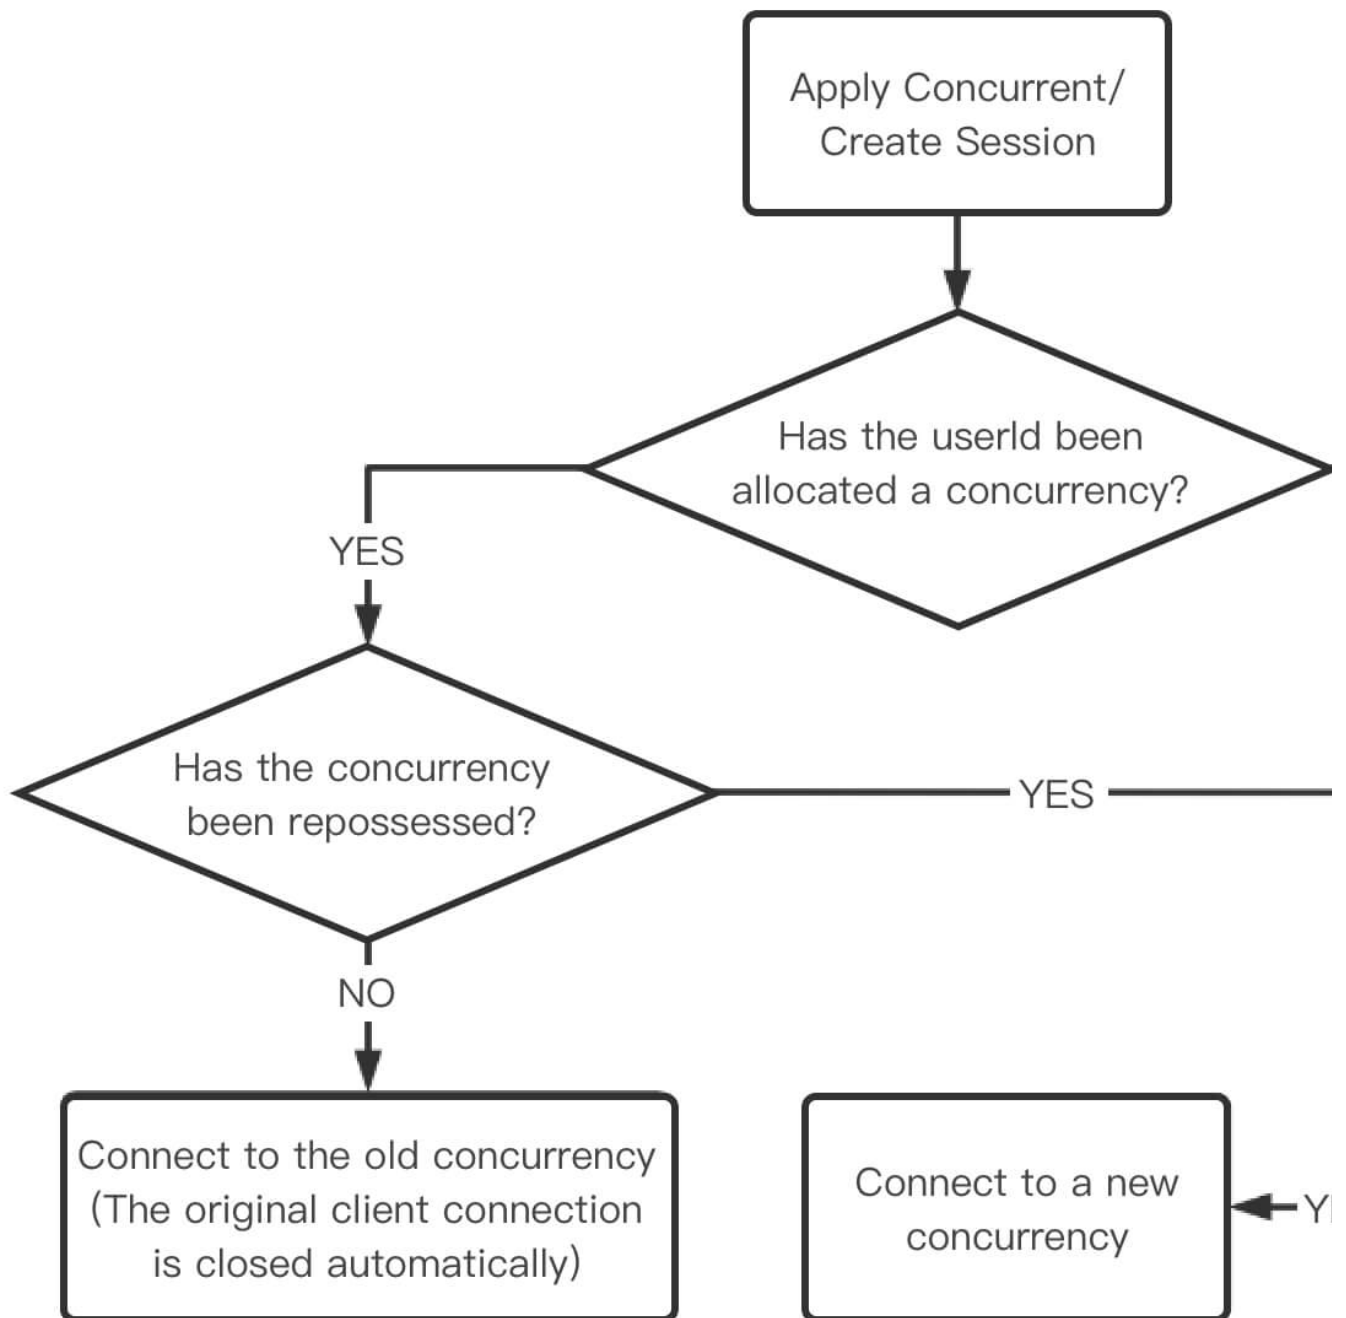 Apply Concurrent/
Create Session
Has the userId been
allocated a concurrency?
YES
Has the concurrency
been repossessed?
YES
NO
Connect to the old concurrency
(The original client connection
is closed automatically)
Connect to a new
concurrency